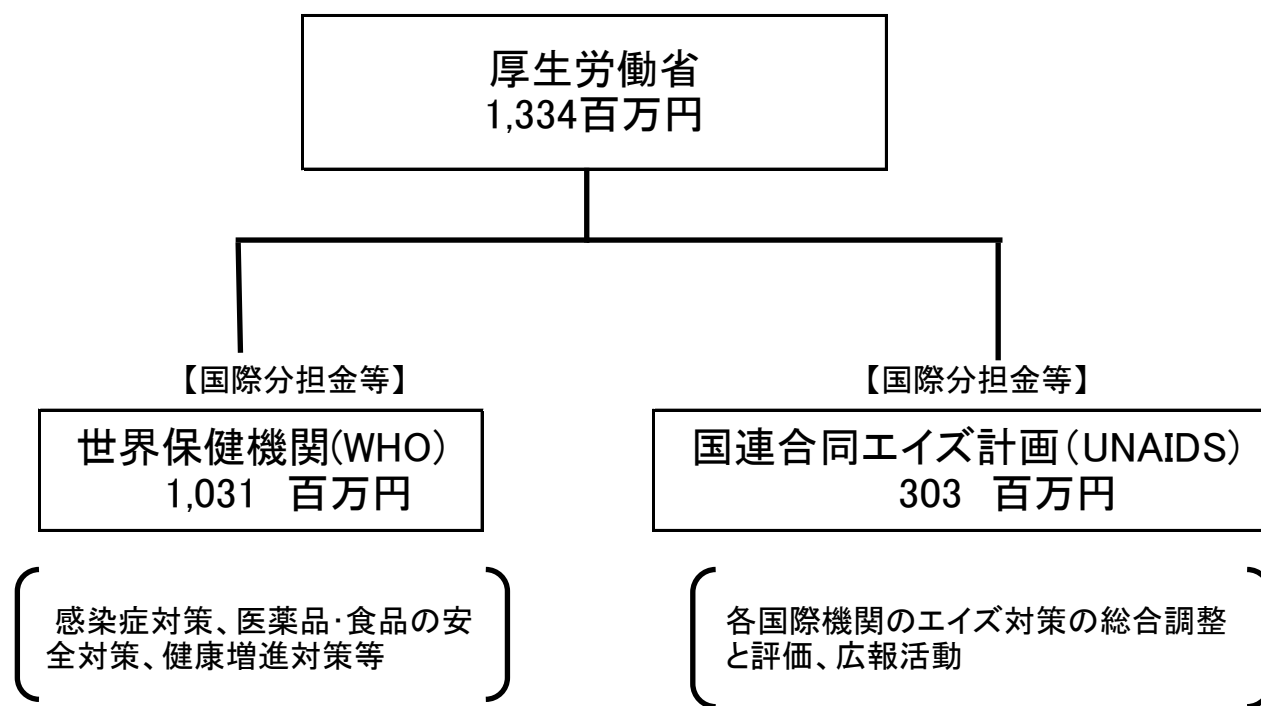 厚生労働省
1,334百万円
【国際分担金等】
世界保健機関(WHO)
1,031 百万円
感染症対策、医薬品・食品の安
全対策、健康増進対策等
【国際分担金等】
国連合同エイズ計画(UNAIDS)
303 百万円
各国際機関のエイズ対策の総合調整
と評価、広報活動